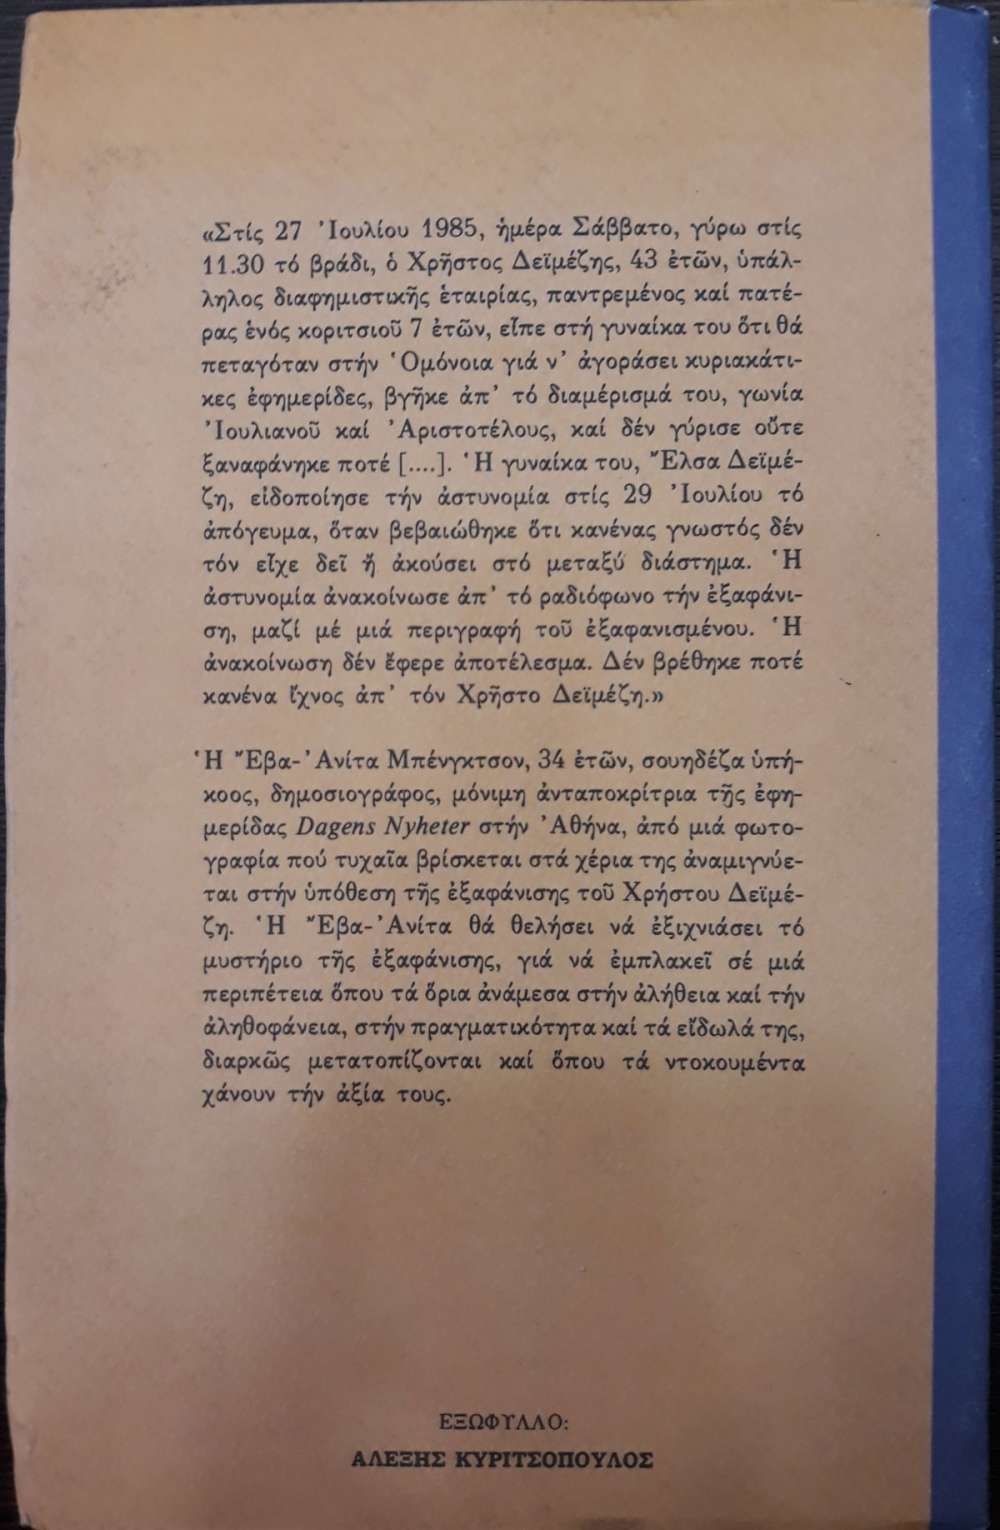 «Στίς 27 Ἰουλίου 1985, ἡμέρα Σάββατο, γύρω στίς
11.30 τό βράδι, ὁ Χρῆστος Δεϊμέζης, 43 ἐτῶν, ὑπάλ-
ληλος διαφημιστικῆς ἑταιρίας, παντρεμένος καί πατέ-
ρας ἑνός κοριτσιοῦ 7 ἐτῶν, εἶπε στή γυναίκα του ὅτι θά
πεταγόταν στήν Ὁμόνοια γιά ν’ ἀγοράσει κυριακάτι-
κες ἐφημερίδες, βγῆκε ἀπ’ τό διαμέρισμά του, γωνία
Ἰουλιανοῦ καί Ἀριστοτέλους, καί δέν γύρισε οὔτε
ξαναφάνηκε ποτέ [....]. Ἡ γυναίκα του, Ἔλσα Δεϊμέ-
ζη, εἰδοποίησε τήν ἀστυνομία στίς 29 Ἰουλίου τό
ἀπόγευμα, ὅταν βεβαιώθηκε ὅτι κανένας γνωστός δέν
τόν εἶχε δεῖ ἤ ἀκούσει στό μεταξύ διάστημα. Ἡ
ἀστυνομία ἀνακοίνωσε ἀπ’ τό ραδιόφωνο τήν ἐξαφάνι-
ση, μαζί μέ μιά περιγραφή τοῦ ἐξαφανισμένου. Ἡ
ἀνακοίνωση δέν ἔφερε ἀποτέλεσμα. Δέν βρέθηκε ποτέ
κανένα ἴχνος ἀπ’ τόν Χρῆστο Δεϊμέζη.»
Ἡ Ἔβα-Ἀνίτα Μπένγκτσον, 34 ἐτῶν, σουηδέζα ὑπή-
κοος, δημοσιογράφος, μόνιμη ἀνταποκρίτρια τῆς ἐφη-
μερίδας Dagens Nyheter στήν Ἀθήνα, ἀπό μιά φωτο-
γραφία πού τυχαῖα βρίσκεται στά χέρια της ἀναμιγνύε-
ται στήν ὑπόθεση τῆς ἐξαφάνισης τοῦ Χρήστου Δεϊμέ-
ζη. Ἡ Ἔβα-Ἀνίτα θά θελήσει νά ἐξιχνιάσει τό
μυστήριο τῆς ἐξαφάνισης, γιά νά ἐμπλακεῖ σέ μιά
περιπέτεια ὅπου τά ὅρια ἀνάμεσα στήν ἀλήθεια καί τήν
ἀληθοφάνεια, στήν πραγματικότητα καί τά εἴδωλά της,
διαρκῶς μετατοπίζονται καί ὅπου τά ντοκουμέντα
χάνουν τήν ἀξία τους.
ΕΞΩΦΥΛΛΟ:
ΑΛΕΞΗΣ ΚΥΡΙΤΣΟΠΟΥΛΟΣ